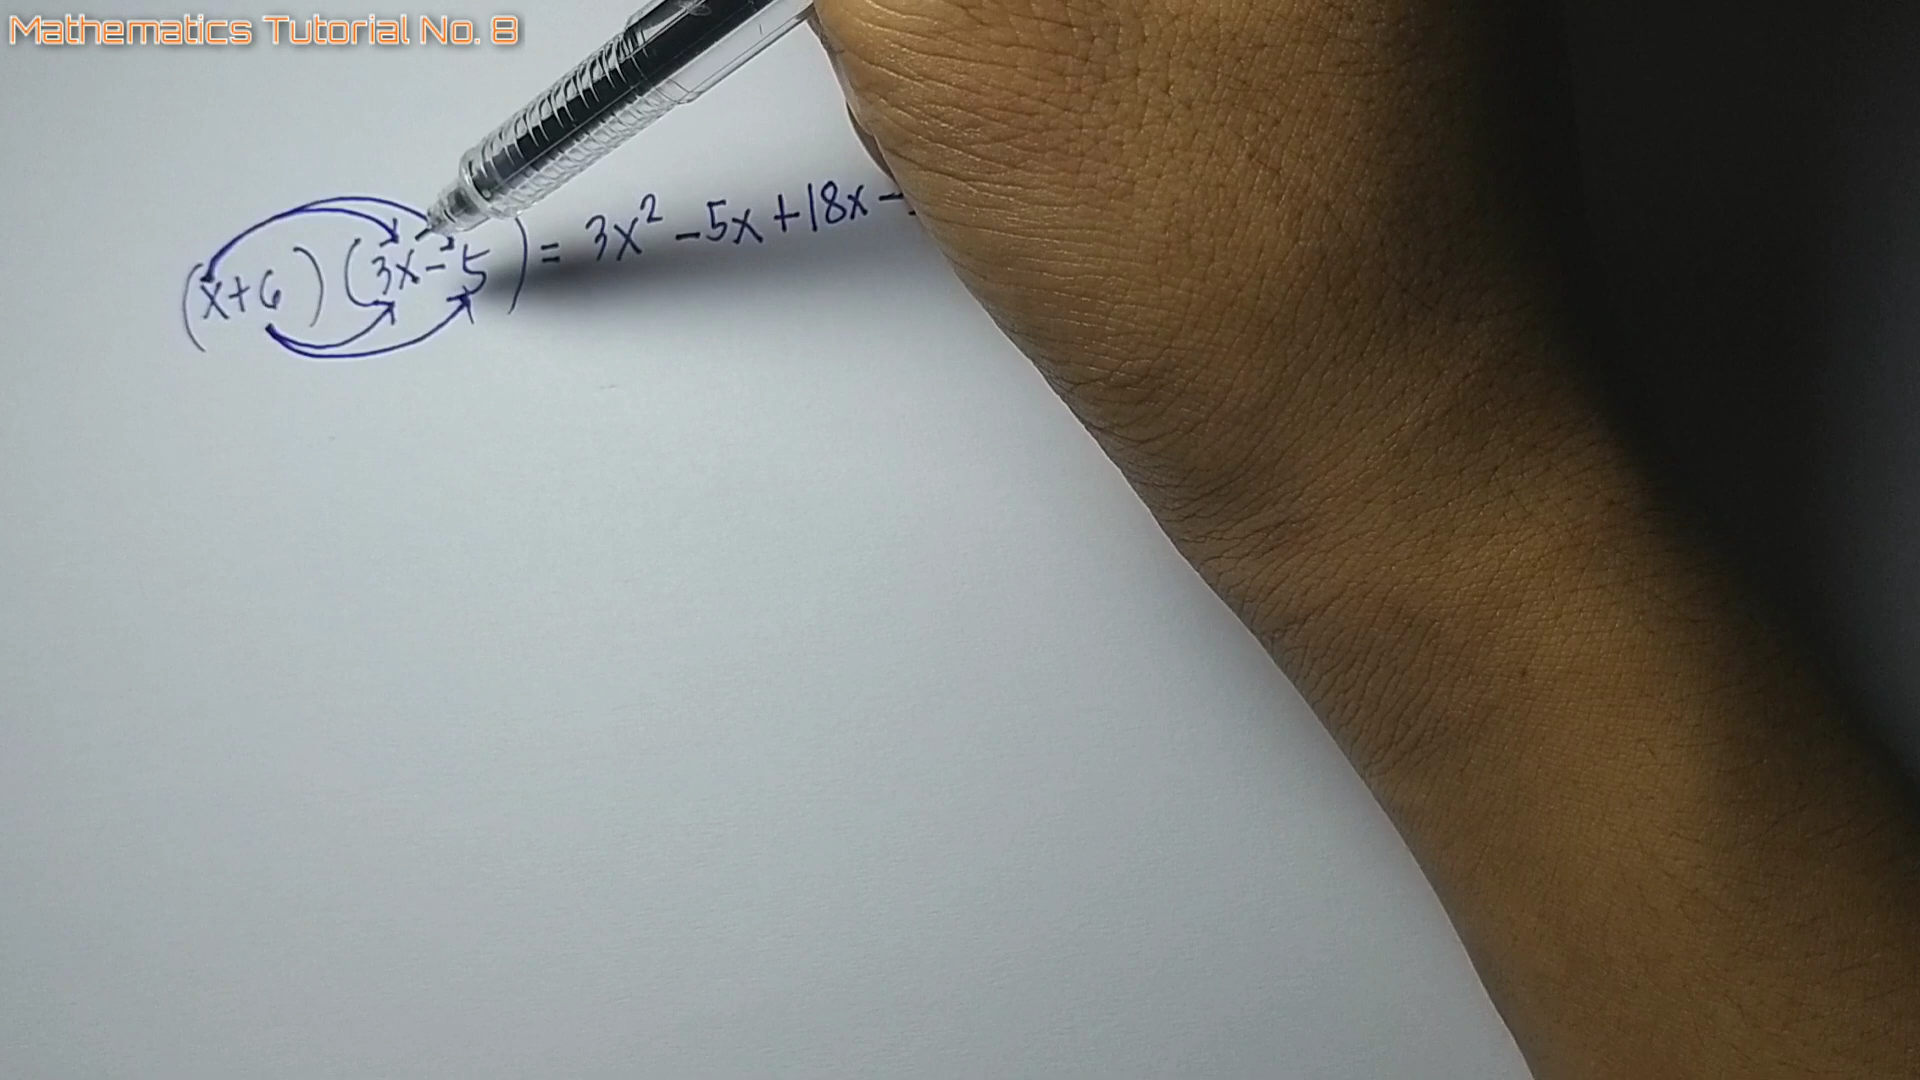 Mathematics Tutorial No. 8
(x+6)(3x-5) = 3x² -5x +18x -